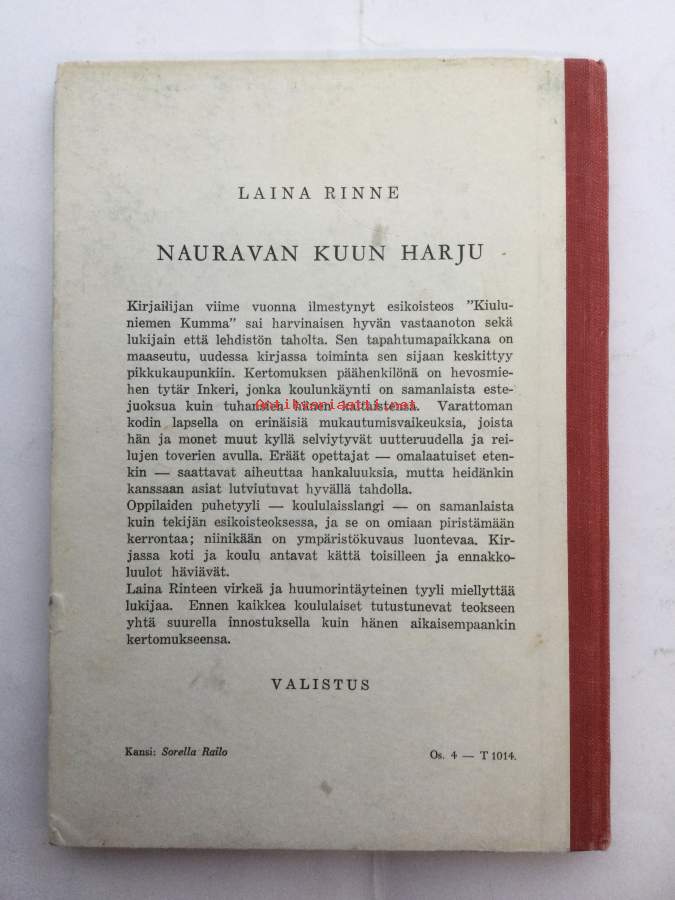 LAINA RINNE
NAURAVAN KUUN HARJU
Kirjailijan viime vuonna ilmestynyt esikoisteos "Kiulu-
niemen Kumma" sai harvinaisen hyvän vastaanoton sekä
lukijain että lehdistön taholta. Sen tapahtumapaikkana on
maaseutu, uudessa kirjassa toiminta sen sijaan keskittyy
pikkukaupunkiin. Kertomuksen päähenkilönä on hevosmie-
hen tytär Inkeri, jonka koulunkäynti on samanlaista este-
juoksua kuin tuhannen hänen kaltaistensa. Varattoman
kodin lapsella on erinäisiä mukautumisvaikeuksia, joista
hän ja monet muut kyllä selviytyvät uutteruudella ja rei-
lujen toverien avulla. Eräät opettajat — omalaatuiset eten-
kin — saattavat aiheuttaa hankaluuksia, mutta heidänkin
kanssaan asiat lutviutuvat hyvällä tahdolla.
Oppilaiden puhetyyli — koululaisslangi — on samanlaista
kuin tekijän esikoisteoksessa, ja se on omiaan piristämään
kerrontaa; niinikään on ympäristökuvaus luontevaa. Kir-
jassa koti ja koulu antavat kättä toisilleen ja ennakko-
luulot häviävät.
Laina Rinteen virkeä ja huumorintäyteinen tyyli miellyttää
lukijaa. Ennen kaikkea koululaiset tutustunevat teokseen
yhtä suurella innostuksella kuin hänen aikaisempaankin
kertomukseensa.
VALISTUS
Kansi: Sorella Railo
Os. 4 — T 1014.
Antikvariaatti.net